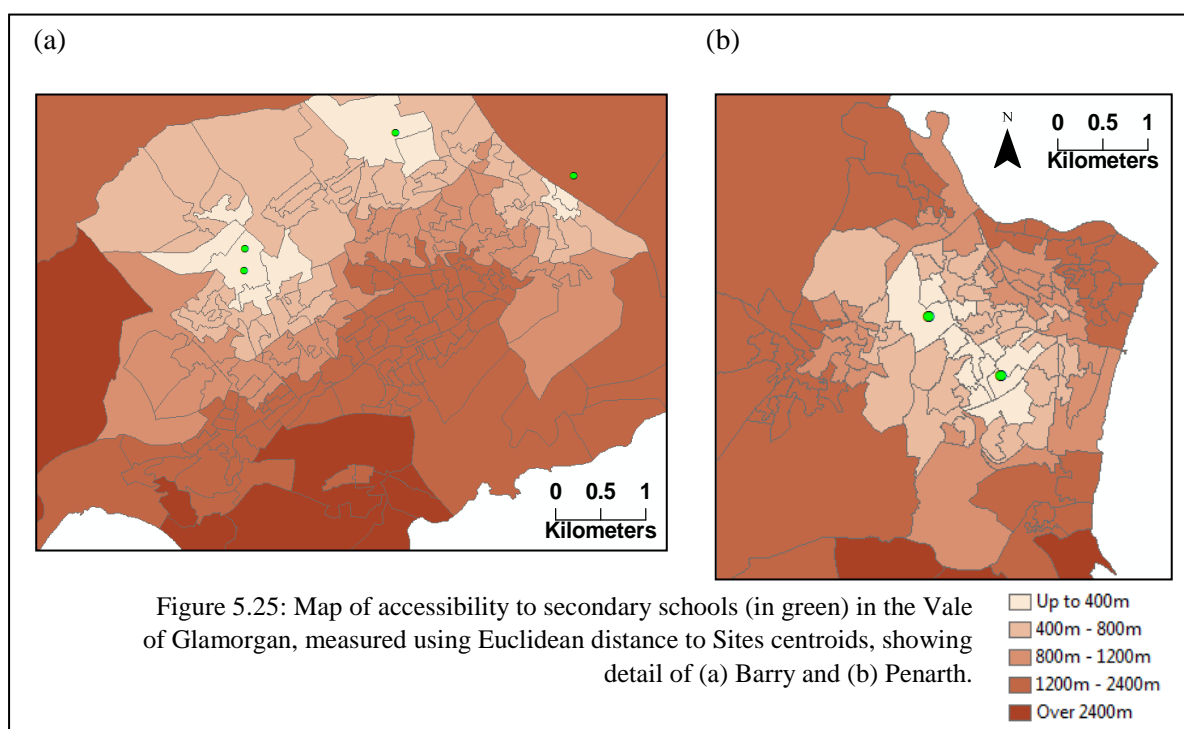 (a)
(b)
N
0 0.5 1
Kilometers
0 0.5 1
Kilometers
Figure 5.25: Map of accessibility to secondary schools (in green) in the Vale
of Glamorgan, measured using Euclidean distance to Sites centroids, showing
detail of (a) Barry and (b) Penarth.
Up to 400m
400m - 800m
800m - 1200m
1200m - 2400m
Over 2400m